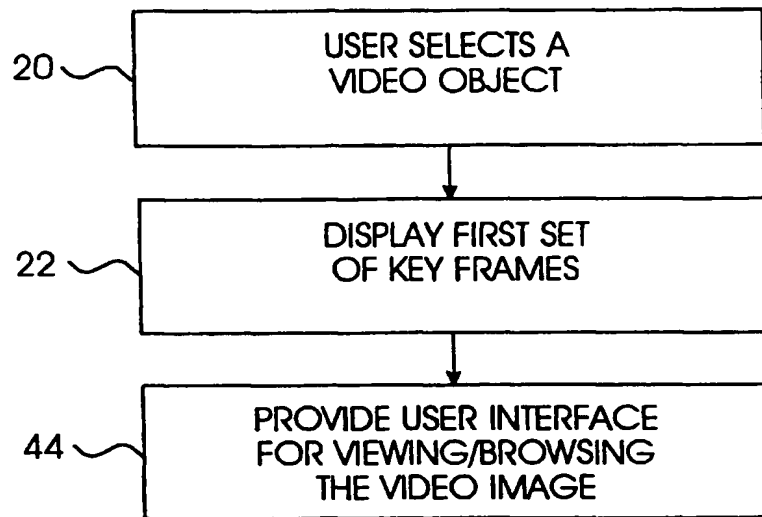 20
USER SELECTS A
VIDEO OBJECT
22
DISPLAY FIRST SET
OF KEY FRAMES
44
PROVIDE USER INTERFACE
FOR VIEWING/BROWSING
THE VIDEO IMAGE